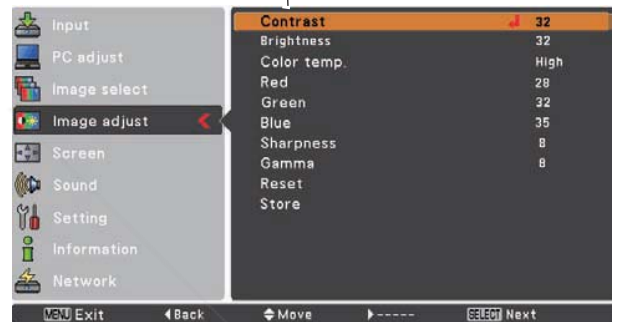 Input
PC adjust
Image select
Image adjust
Screen
Sound
Setting
Information
Network
Contrast 32
Brightness 32
Color temp. High
Red 28
Green 32
Blue 35
Sharpness 8
Gamma 8
Reset
Store
MENU Exit ◀Back ◆Move ▶----- SELECT Next